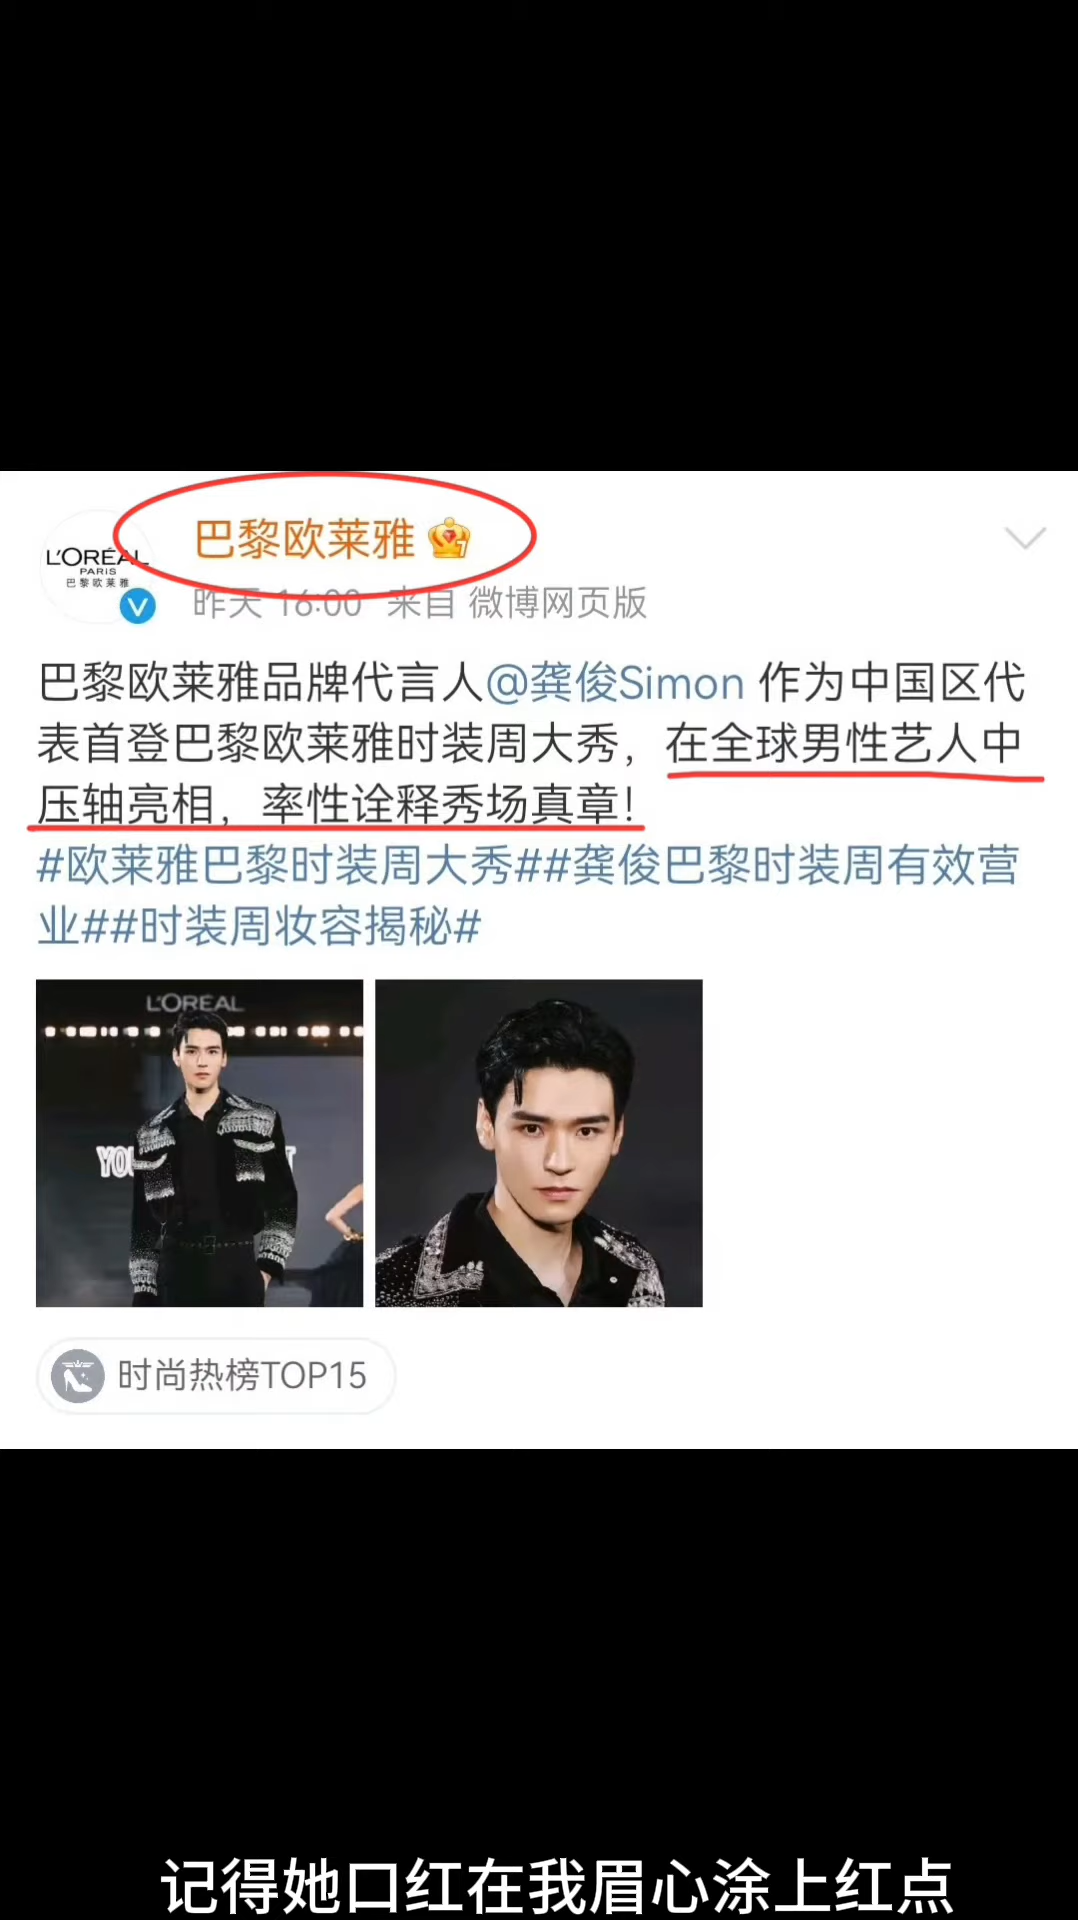 巴黎欧莱雅
L'ORÉAL
PARIS
巴黎欧莱雅
昨天 16:00 来自 微博网页版
巴黎欧莱雅品牌代言人@龚俊Simon 作为中国区代
表首登巴黎欧莱雅时装周大秀，在全球男性艺人中
压轴亮相，率性诠释秀场真章！
#欧莱雅巴黎时装周大秀##龚俊巴黎时装周有效营
业##时装周妆容揭秘#
L'ORÉAL
时尚热榜TOP15
记得她口红在我眉心涂上红点